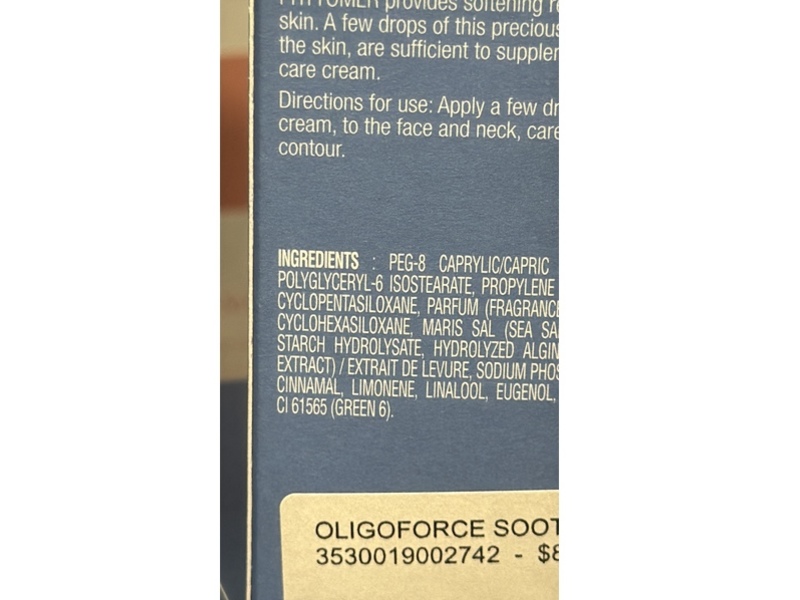 PHYTOMER provides softening
skin. A few drops of this precious
the skin, are sufficient to
care cream.
Directions for use: Apply a few
cream, to the face and neck,
contour.
INGREDIENTS : PEG-8 CAPRYLIC/CAPRIC
POLYGLYCERYL-6 ISOSTEARATE, PROPYLENE
CYCLOPENTASILOXANE, PARFUM (FRAGRANCE
CYCLOHEXASILOXANE, MARIS SAL (SEA
STARCH HYDROLYSATE, HYDROLYZED
EXTRACT) / EXTRAIT DE LEVURE, SODIUM
CINNAMAL, LIMONENE, LINALOOL, EUGENOL,
CI 61565 (GREEN 6).
OLIGOFORCE
3530019002742 -